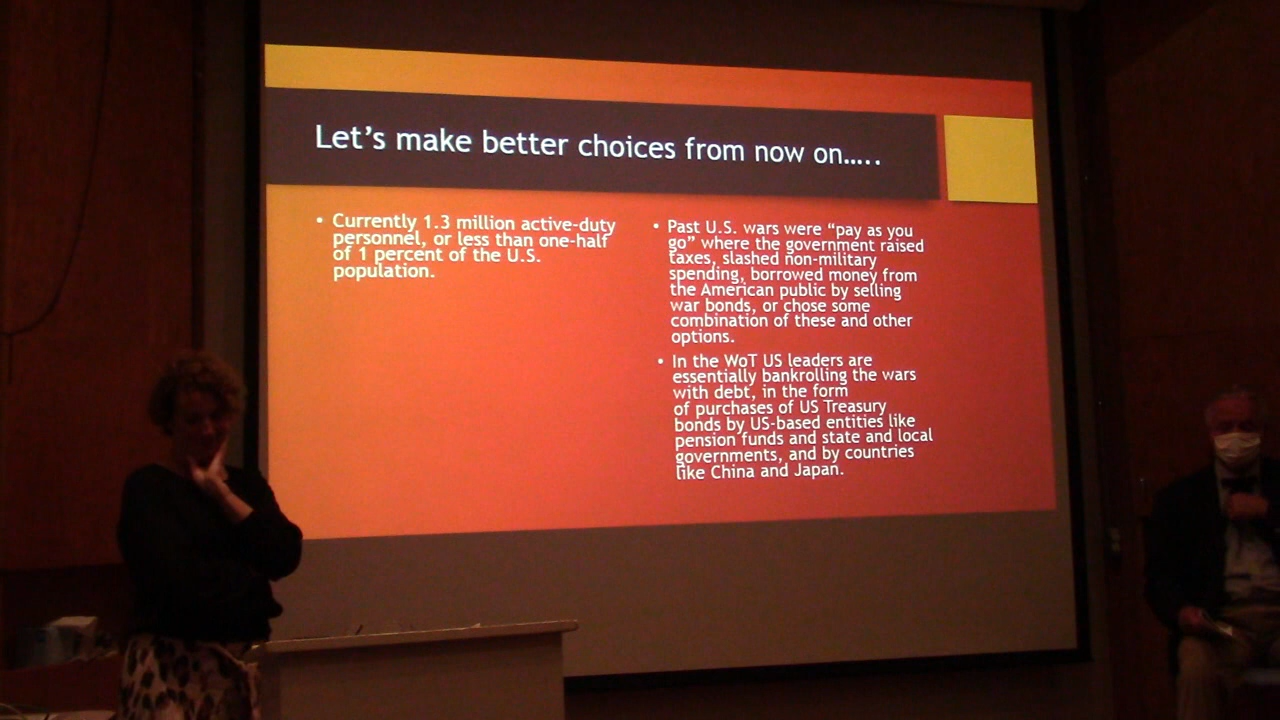 Let’s make better choices from now on.....
• Currently 1.3 million active-duty
personnel, or less than one-half
of 1 percent of the U.S.
population.
• Past U.S. wars were “pay as you
go” where the government raised
taxes, slashed non-military
spending, borrowed money from
the American public by selling
war bonds, or chose some
combination of these and other
options.
• In the WoT US leaders are
essentially bankrolling the wars
with debt, in the form
of purchases of US Treasury
bonds by US-based entities like
pension funds and state and local
governments, and by countries
like China and Japan.